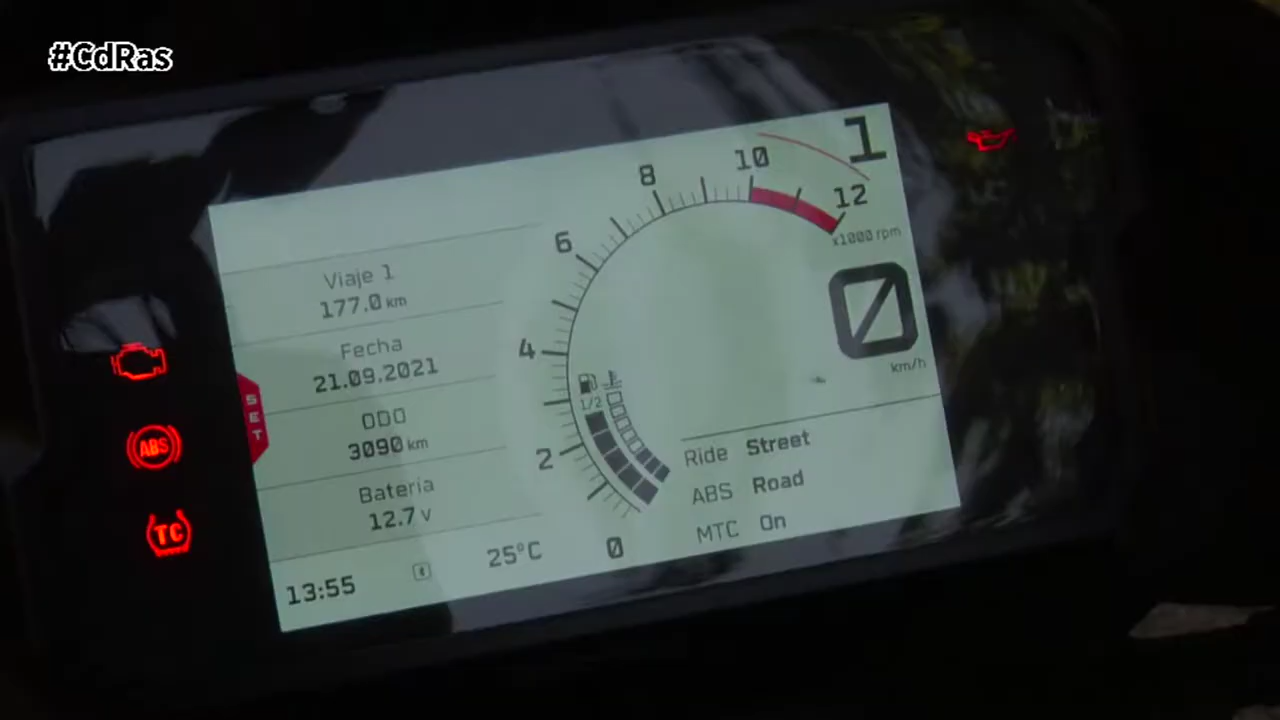 #CdRas
Viaje 1
177.0 km
Fecha
21.09.2021
ODO
3090 km
Bateria
12.7 V
13:55
25°C
SET
ABS
TC
0
2
4
6
8
10
12
x1000 rpm
1
0
km/h
1/2
Ride Street
ABS Road
MTC On